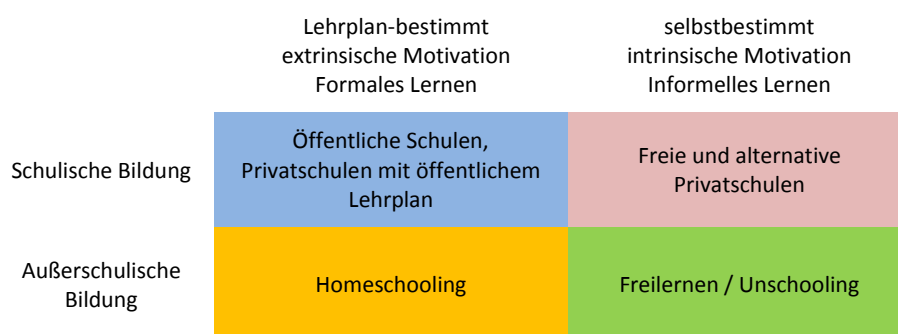 Lehrplan-bestimmt
extrinsische Motivation
Formales Lernen
selbstbestimmt
intrinsische Motivation
Informelles Lernen
Schulische Bildung
Öffentliche Schulen,
Privatschulen mit öffentlichem
Lehrplan
Freie und alternative
Privatschulen
Außerschulische
Bildung
Homeschooling
Freilernen / Unschooling